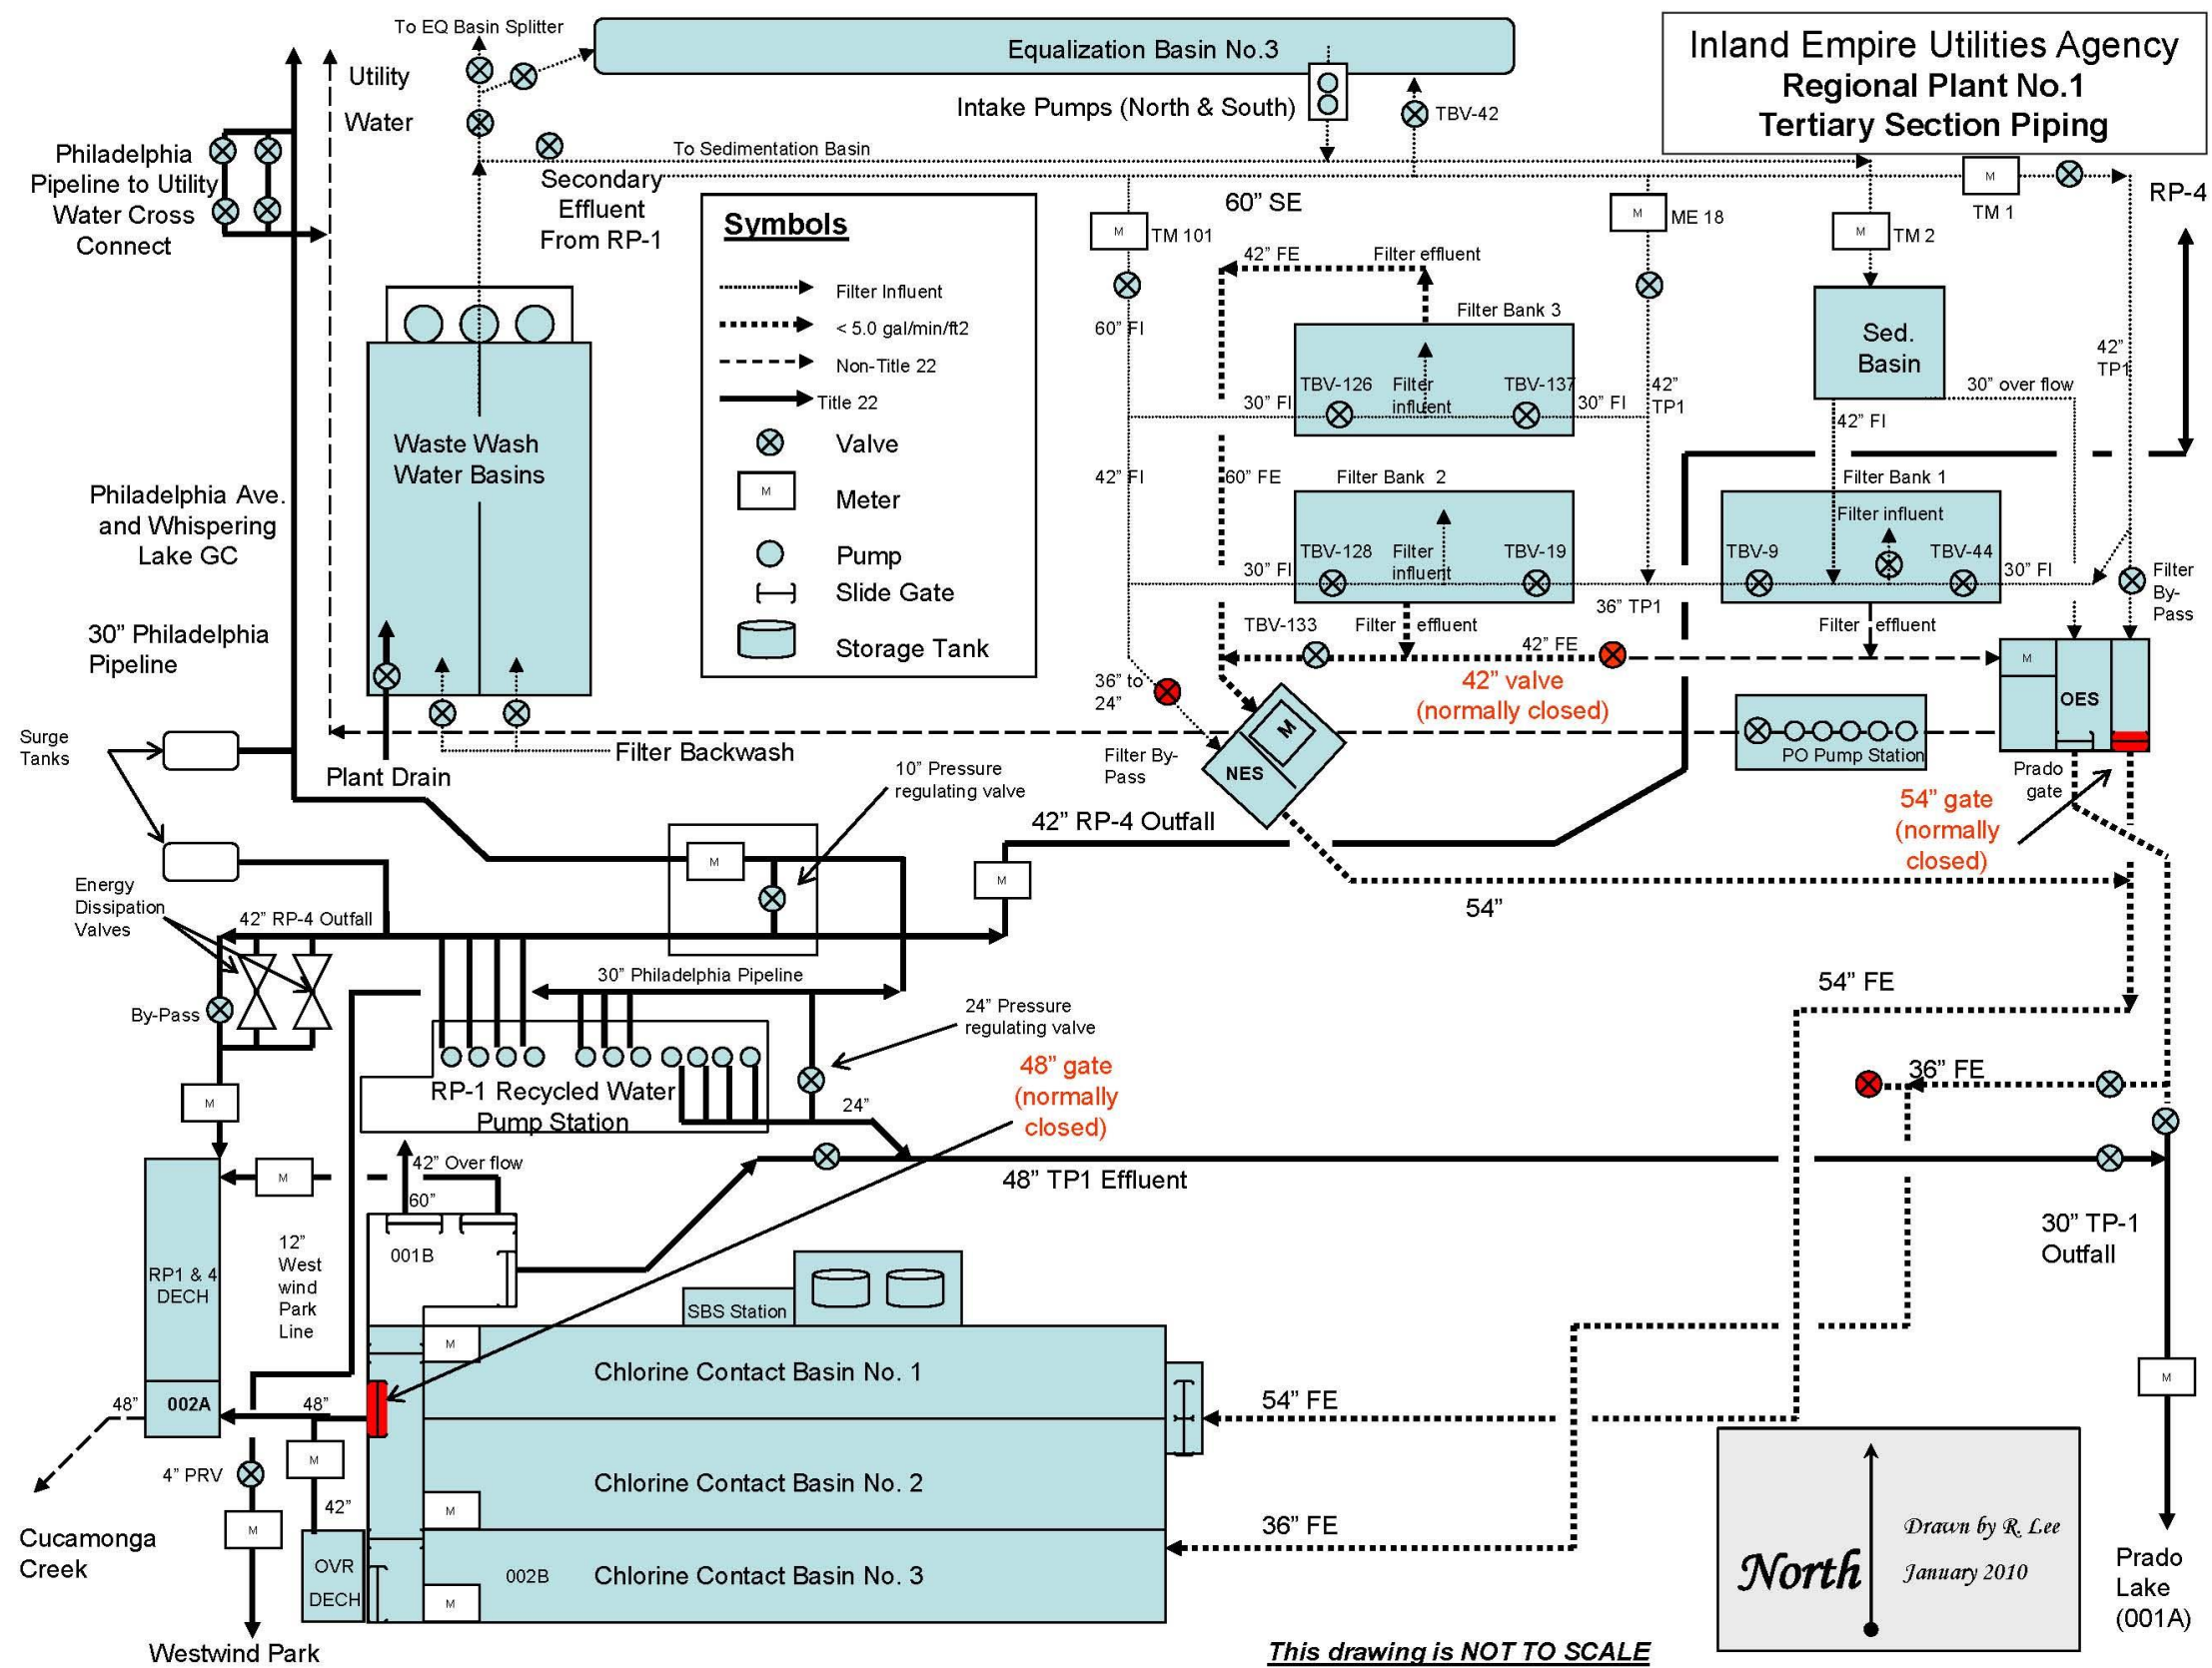 To EQ Basin Splitter
Equalization Basin No.3
Inland Empire Utilities Agency
Regional Plant No.1
Tertiary Section Piping
Utility
Water
Intake Pumps (North & South)
TBV-42
Philadelphia
Pipeline to Utility
Water Cross
Connect
To Sedimentation Basin
Secondary
Effluent
From RP-1
60” SE
M
TM 101
M
ME 18
M
TM 2
M
TM 1
RP-4
Symbols
Filter Influent
< 5.0 gal/min/ft2
Non-Title 22
Title 22
Valve
M
Meter
Pump
Slide Gate
Storage Tank
42” FE
Filter effluent
Filter Bank 3
60” FI
TBV-126
Filter
influent
TBV-137
30” FI
30” FI
42”
TP1
Sed.
Basin
30” over flow
42”
TP1
42” FI
Waste Wash
Water Basins
Philadelphia Ave.
and Whispering
Lake GC
42” FI
60” FE
Filter Bank 2
TBV-128
Filter
influent
TBV-19
30” FI
36” TP1
Filter Bank 1
Filter influent
TBV-9
TBV-44
30” FI
Filter
By-
Pass
30” Philadelphia
Pipeline
TBV-133
Filter effluent
42” FE
Filter effluent
42” valve
(normally closed)
36” to
24”
Filter By-
Pass
M
NES
M
OES
PO Pump Station
Prado
gate
54” gate
(normally
closed)
Surge
Tanks
Plant Drain
Filter Backwash
10” Pressure
regulating valve
42” RP-4 Outfall
M
M
54”
Energy
Dissipation
Valves
42” RP-4 Outfall
30” Philadelphia Pipeline
By-Pass
24” Pressure
regulating valve
54” FE
36” FE
48” gate
(normally
closed)
RP-1 Recycled Water
Pump Station
24”
M
42” Over flow
M
60”
48” TP1 Effluent
30” TP-1
Outfall
001B
12”
West
wind
Park
Line
RP1 & 4
DECH
SBS Station
M
Chlorine Contact Basin No. 1
M
48”
002A
48”
54” FE
M
4” PRV
Chlorine Contact Basin No. 2
M
42”
M
36” FE
Cucamonga
Creek
OVR
DECH
002B
Chlorine Contact Basin No. 3
M
North
Drawn by R. Lee
January 2010
Prado
Lake
(001A)
Westwind Park
This drawing is NOT TO SCALE